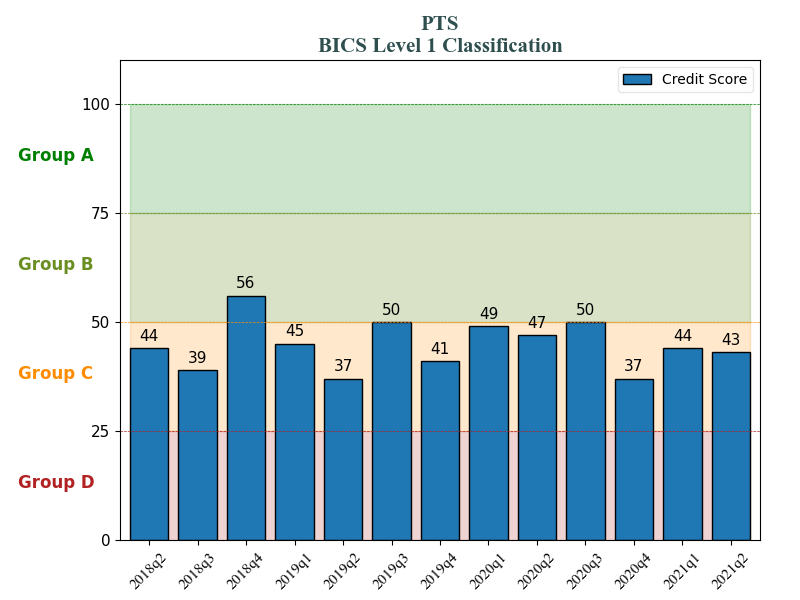 PTS
BICS Level 1 Classification
Credit Score
100
Group A
75
Group B
56
50
50
49
47
50
44
39
45
37
41
37
44
43
Group C
25
Group D
0
2018q2
2018q3
2018q4
2019q1
2019q2
2019q3
2019q4
2020q1
2020q2
2020q3
2020q4
2021q1
2021q2